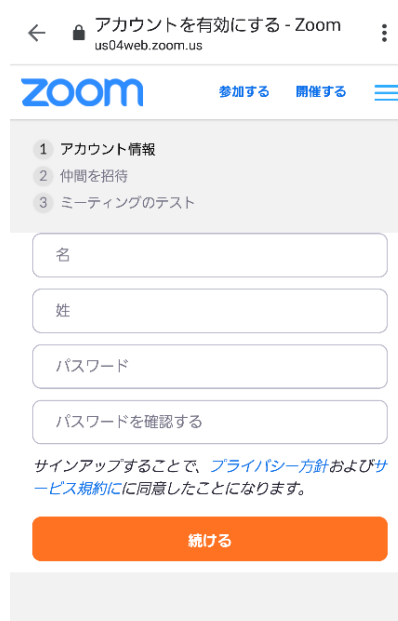 アカウントを有効にする - Zoom
us04web.zoom.us
zoom 参加する 開催する
1 アカウント情報
2 仲間を招待
3 ミーティングのテスト
名
姓
パスワード
パスワードを確認する
サインアップすることで、プライバシー方針およびサ
ービス規約にに同意したことになります。
続ける